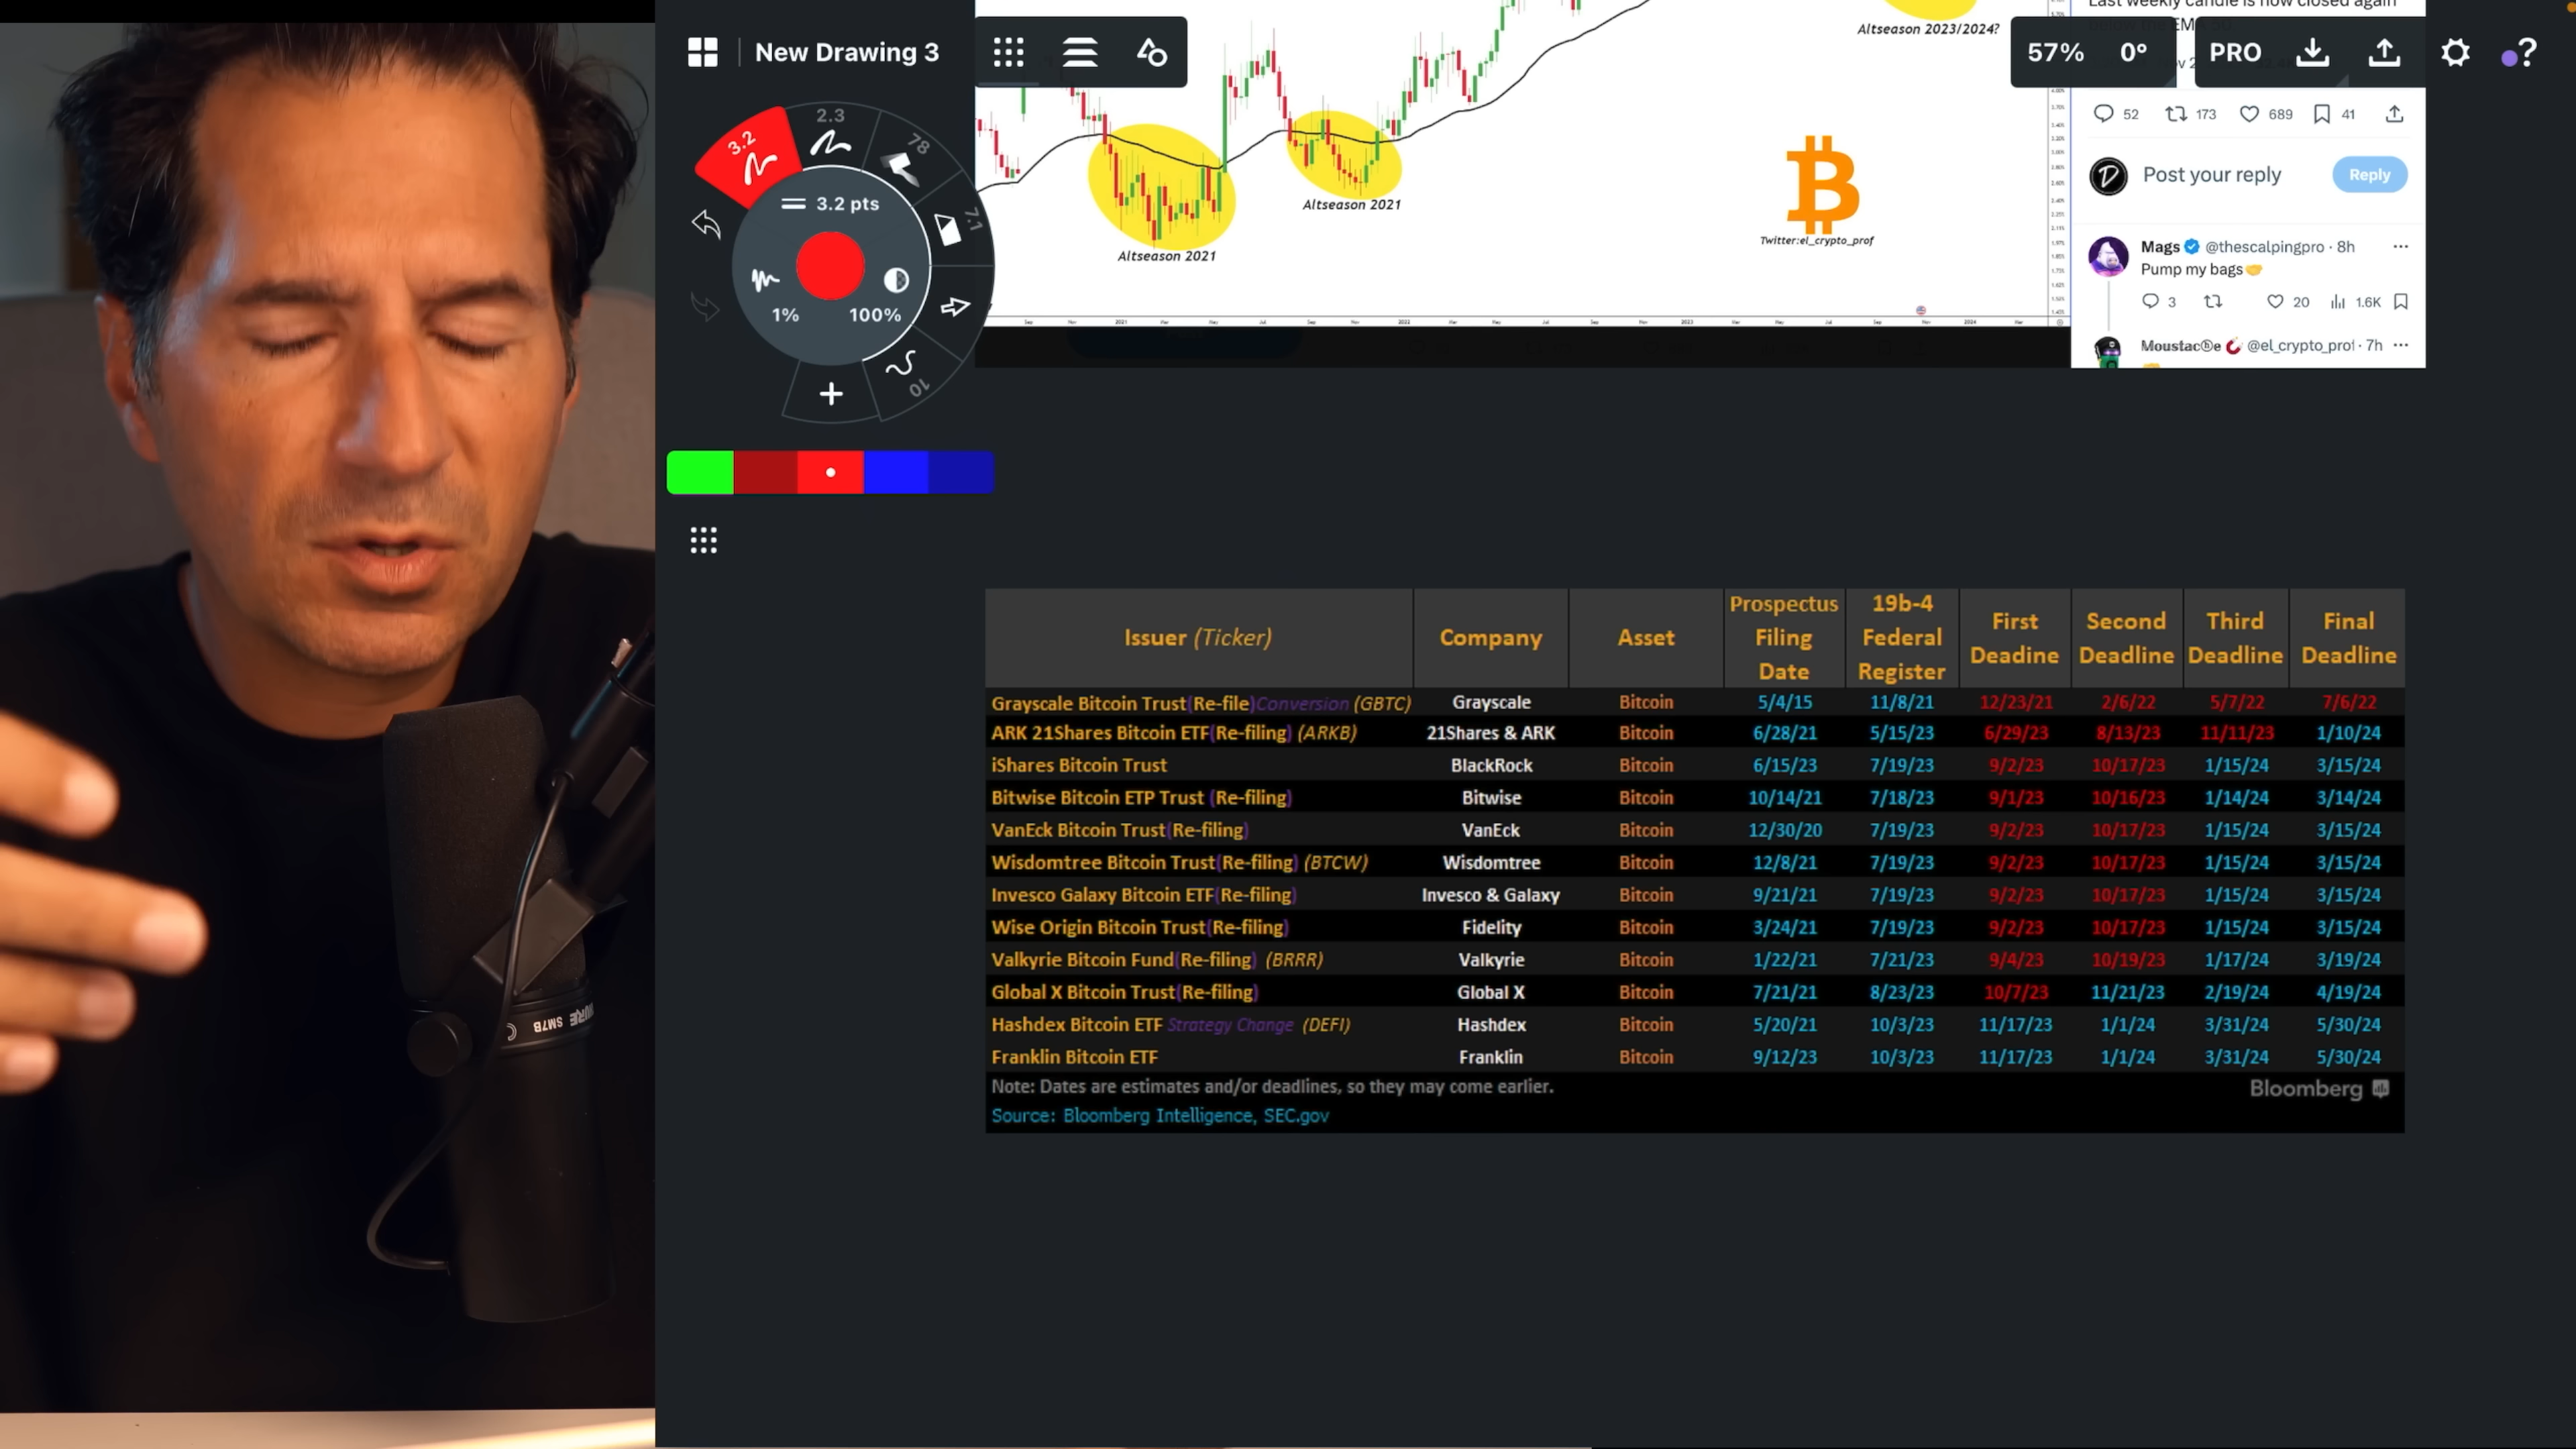 Last weekly candle is now closed again
New Drawing 3
Altseason 2023/2024?
57% 0° PRO ?
3.2
2.3
78
7.1
10
3.2 pts
1% 100%
Altseason 2021
Altseason 2021
Twitter:el_crypto_prof
52 173 689 41
Post your reply Reply
Mags @thescalpingpro · 8h
Pump my bags
3 20 1.6K
Moustac®e @el_crypto_prof · 7h
Issuer (Ticker) Company Asset Prospectus Filing Date 19b-4 Federal Register First Deadine Second Deadline Third Deadline Final Deadline
Grayscale Bitcoin Trust(Re-file)Conversion (GBTC) Grayscale Bitcoin 5/4/15 11/8/21 12/23/21 2/6/22 5/7/22 7/6/22
ARK 21Shares Bitcoin ETF(Re-filing) (ARKB) 21Shares & ARK Bitcoin 6/28/21 5/15/23 6/29/23 8/13/23 11/11/23 1/10/24
iShares Bitcoin Trust BlackRock Bitcoin 6/15/23 7/19/23 9/2/23 10/17/23 1/15/24 3/15/24
Bitwise Bitcoin ETP Trust (Re-filing) Bitwise Bitcoin 10/14/21 7/18/23 9/1/23 10/16/23 1/14/24 3/14/24
VanEck Bitcoin Trust(Re-filing) VanEck Bitcoin 12/30/20 7/19/23 9/2/23 10/17/23 1/15/24 3/15/24
Wisdomtree Bitcoin Trust(Re-filing) (BTCW) Wisdomtree Bitcoin 12/8/21 7/19/23 9/2/23 10/17/23 1/15/24 3/15/24
Invesco Galaxy Bitcoin ETF(Re-filing) Invesco & Galaxy Bitcoin 9/21/21 7/19/23 9/2/23 10/17/23 1/15/24 3/15/24
Wise Origin Bitcoin Trust(Re-filing) Fidelity Bitcoin 3/24/21 7/19/23 9/2/23 10/17/23 1/15/24 3/15/24
Valkyrie Bitcoin Fund(Re-filing) (BRRR) Valkyrie Bitcoin 1/22/21 7/21/23 9/4/23 10/19/23 1/17/24 3/19/24
Global X Bitcoin Trust(Re-filing) Global X Bitcoin 7/21/21 8/23/23 10/7/23 11/21/23 2/19/24 4/19/24
Hashdex Bitcoin ETF Strategy Change (DEFI) Hashdex Bitcoin 5/20/21 10/3/23 11/17/23 1/1/24 3/31/24 5/30/24
Franklin Bitcoin ETF Franklin Bitcoin 9/12/23 10/3/23 11/17/23 1/1/24 3/31/24 5/30/24
Note: Dates are estimates and/or deadlines, so they may come earlier.
Bloomberg
Source: Bloomberg Intelligence, SEC.gov
SHURE SM7B